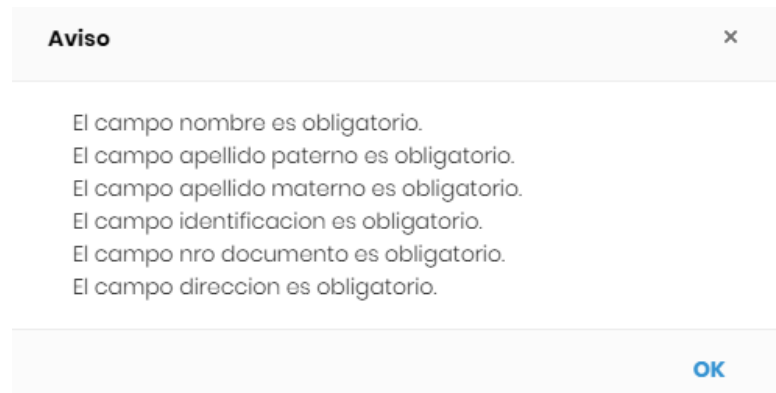 Aviso ×
El campo nombre es obligatorio.
El campo apellido paterno es obligatorio.
El campo apellido materno es obligatorio.
El campo identificacion es obligatorio.
El campo nro documento es obligatorio.
El campo direccion es obligatorio.
OK